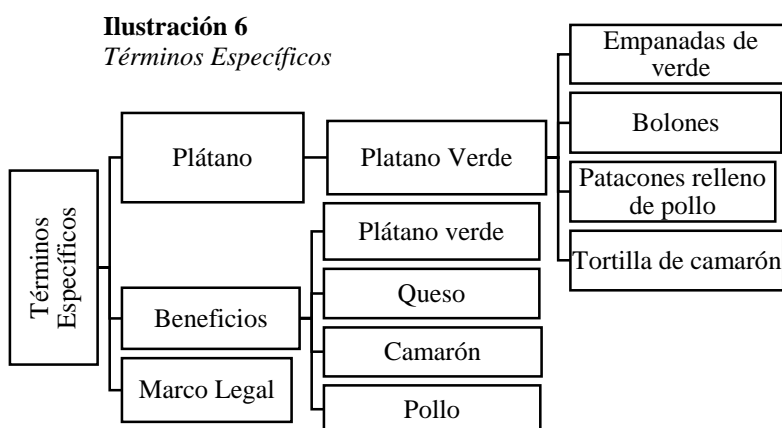 Ilustración 6
Términos Específicos
Términos
Específicos
Plátano
Platano Verde
Empanadas de
verde
Bolones
Patacones relleno
de pollo
Tortilla de camarón
Beneficios
Plátano verde
Queso
Camarón
Pollo
Marco Legal